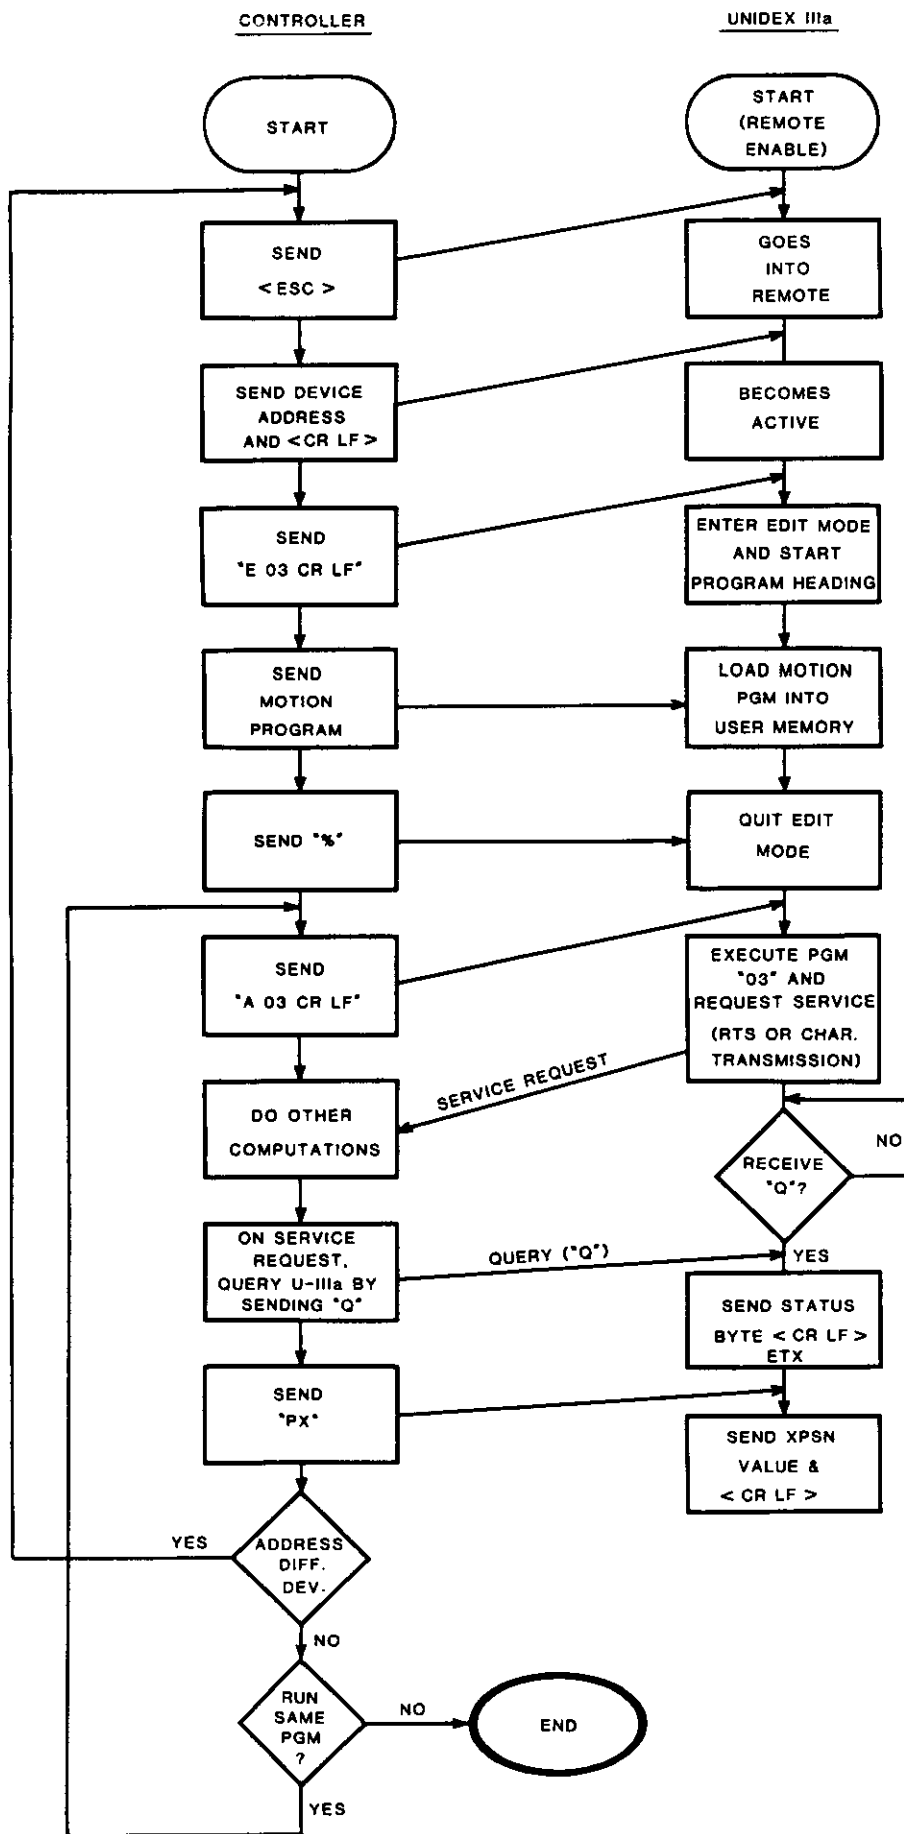 CONTROLLER
START
SEND
<ESC>
SEND DEVICE
ADDRESS
AND <CR LF>
SEND
"E 03 CR LF"
SEND
MOTION
PROGRAM
SEND "%"
SEND
"A 03 CR LF"
DO OTHER
COMPUTATIONS
ON SERVICE
REQUEST,
QUERY U-IIIa BY
SENDING "Q"
SEND
"PX"
YES
ADDRESS
DIFF.
DEV.
NO
RUN
SAME
PGM
?
NO
END
YES
UNIDEX IIIa
START
(REMOTE
ENABLE)
GOES
INTO
REMOTE
BECOMES
ACTIVE
ENTER EDIT MODE
AND START
PROGRAM HEADING
LOAD MOTION
PGM INTO
USER MEMORY
QUIT EDIT
MODE
EXECUTE PGM
"03" AND
REQUEST SERVICE
(RTS OR CHAR.
TRANSMISSION)
SERVICE REQUEST
RECEIVE
"Q"?
NO
QUERY ("Q")
YES
SEND STATUS
BYTE <CR LF>
ETX
SEND XPSN
VALUE &
<CR LF>